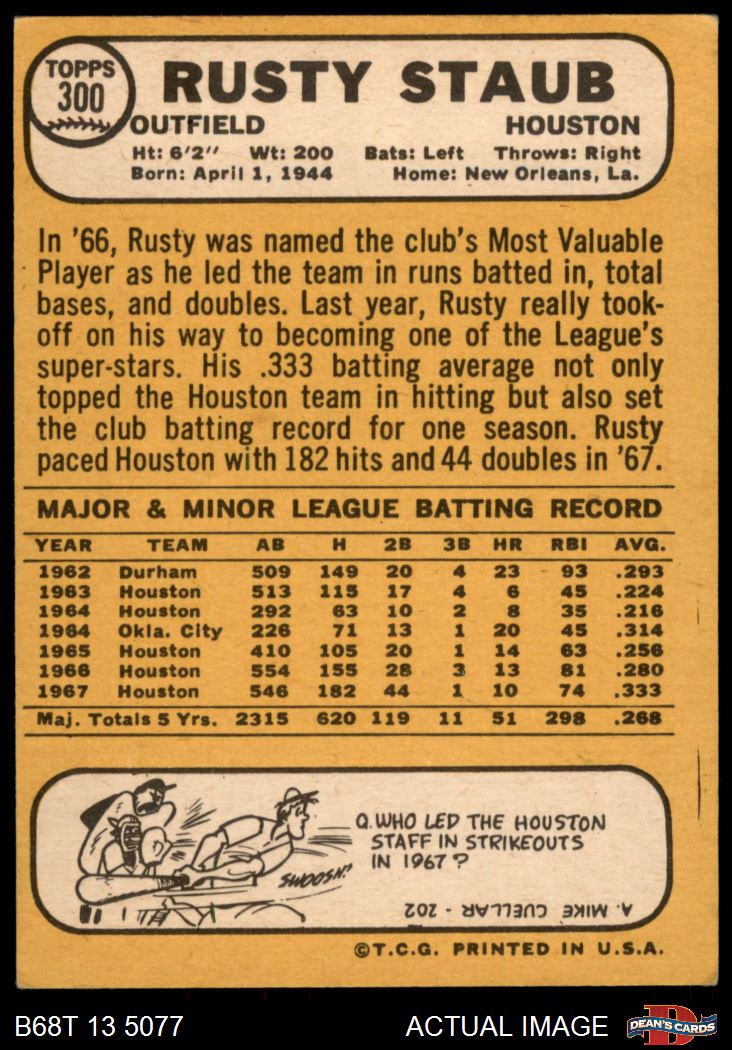 TOPPS
300
RUSTY STAUB
OUTFIELD HOUSTON
Ht: 6'2" Wt: 200 Bats: Left Throws: Right
Born: April 1, 1944 Home: New Orleans, La.
In '66, Rusty was named the club's Most Valuable
Player as he led the team in runs batted in, total
bases, and doubles. Last year, Rusty really took-
off on his way to becoming one of the League's
super-stars. His .333 batting average not only
topped the Houston team in hitting but also set
the club batting record for one season. Rusty
paced Houston with 182 hits and 44 doubles in '67.
MAJOR & MINOR LEAGUE BATTING RECORD
YEAR TEAM AB H 2B 3B HR RBI AVG.
1962 Durham 509 149 20 4 23 93 .293
1963 Houston 513 115 17 4 6 45 .224
1964 Houston 292 63 10 2 8 35 .216
1964 Okla. City 226 71 13 1 20 45 .314
1965 Houston 410 105 20 1 14 63 .256
1966 Houston 554 155 28 3 13 81 .280
1967 Houston 546 182 44 1 10 74 .333
Maj. Totals 5 Yrs. 2315 620 119 11 51 298 .268
Q. WHO LED THE HOUSTON
STAFF IN STRIKEOUTS
IN 1967?
SWOOSH!
A. MIKE CUELLAR - 202
©T.C.G. PRINTED IN U.S.A.
B68T 13 5077 ACTUAL IMAGE DEAN'S CARDS